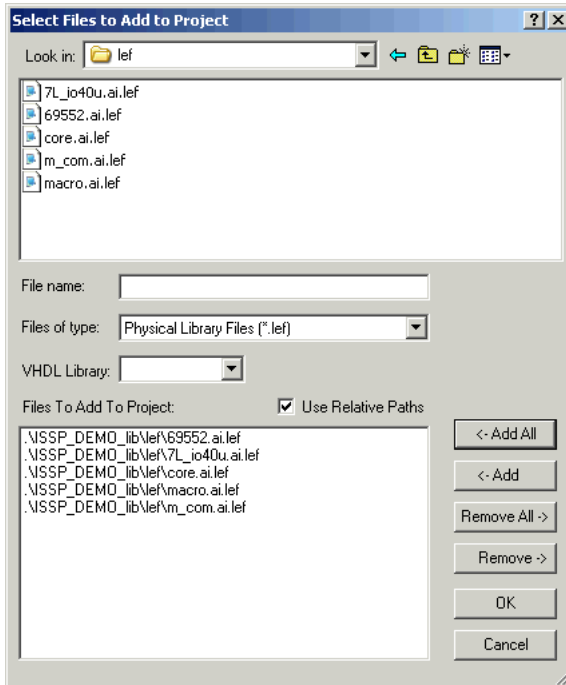 Select Files to Add to Project
Look in: lef
7L_io40u.ai.lef
69552.ai.lef
core.ai.lef
m_com.ai.lef
macro.ai.lef
File name:
Files of type: Physical Library Files (*.lef)
VHDL Library:
Files To Add To Project: Use Relative Paths
.\ISSP_DEMO_lib\lef\69552.ai.lef
.\ISSP_DEMO_lib\lef\7L_io40u.ai.lef
.\ISSP_DEMO_lib\lef\core.ai.lef
.\ISSP_DEMO_lib\lef\macro.ai.lef
.\ISSP_DEMO_lib\lef\m_com.ai.lef
<- Add All
<- Add
Remove All ->
Remove ->
OK
Cancel